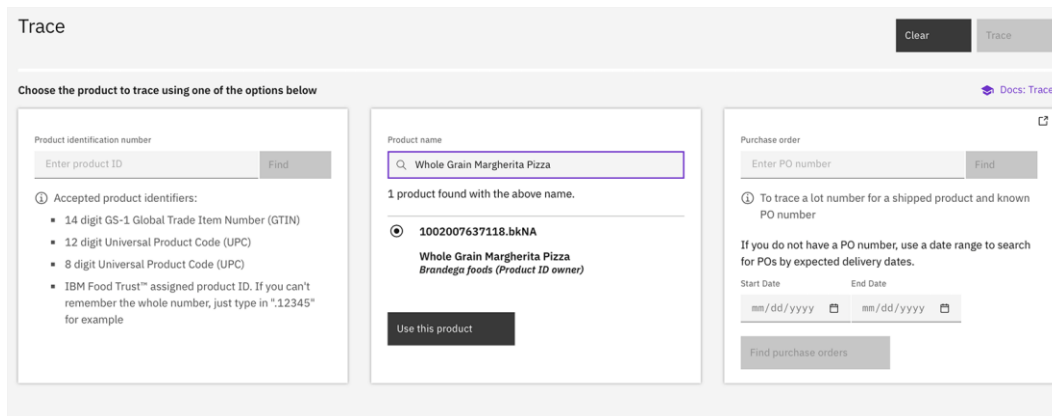 Trace
Clear
Trace
Choose the product to trace using one of the options below
Docs: Trace
Product identification number
Enter product ID
Find
Accepted product identifiers:
14 digit GS-1 Global Trade Item Number (GTIN)
12 digit Universal Product Code (UPC)
8 digit Universal Product Code (UPC)
IBM Food Trust™ assigned product ID. If you can't
remember the whole number, just type in ".12345"
for example
Product name
Whole Grain Margherita Pizza
1 product found with the above name.
1002007637118.bkNA
Whole Grain Margherita Pizza
Brandega foods (Product ID owner)
Use this product
Purchase order
Enter PO number
Find
To trace a lot number for a shipped product and known
PO number
If you do not have a PO number, use a date range to search
for POs by expected delivery dates.
Start Date
End Date
mm/dd/yyyy
mm/dd/yyyy
Find purchase orders